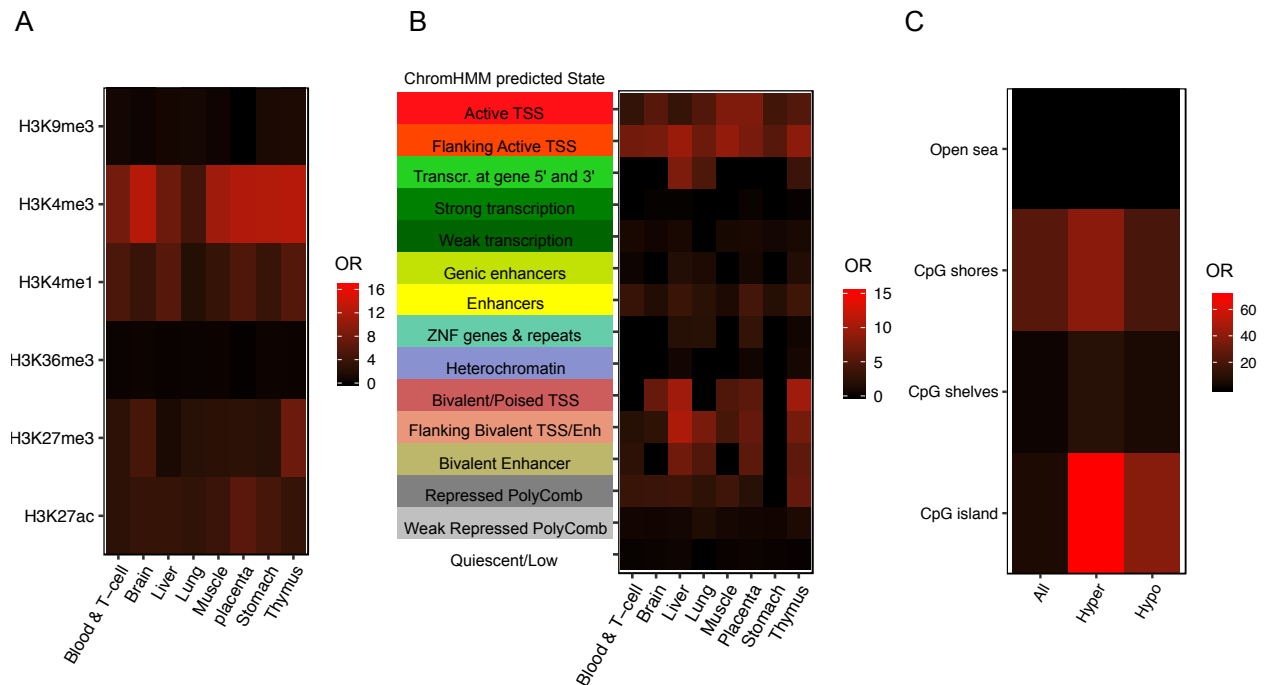 A
H3K9me3
H3K4me3
H3K4me1
H3K36me3
H3K27me3
H3K27ac
Blood & T−cell
Brain
Liver
Lung
Muscle
placenta
Stomach
Thymus
OR
16
12
8
4
0
B
ChromHMM predicted State
Active TSS
Flanking Active TSS
Transcr. at gene 5' and 3'
Strong transcription
Weak transcription
Genic enhancers
Enhancers
ZNF genes & repeats
Heterochromatin
Bivalent/Poised TSS
Flanking Bivalent TSS/Enh
Bivalent Enhancer
Repressed PolyComb
Weak Repressed PolyComb
Quiescent/Low
Blood & T−cell
Brain
Liver
Lung
Muscle
Placenta
Stomach
Thymus
OR
15
10
5
0
C
Open sea
CpG shores
CpG shelves
CpG island
All
Hyper
Hypo
OR
60
40
20